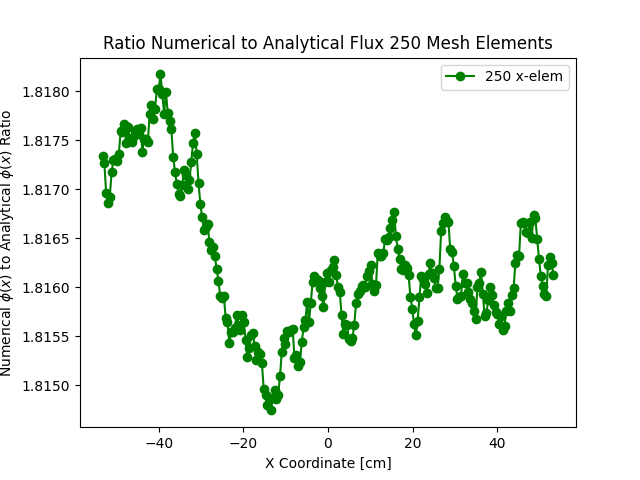 Ratio Numerical to Analytical Flux 250 Mesh Elements
250 x-elem
1.8180
1.8175
1.8170
1.8165
1.8160
1.8155
1.8150
Numerical ϕ(x) to Analytical ϕ(x) Ratio
−40 −20 0 20 40
X Coordinate [cm]